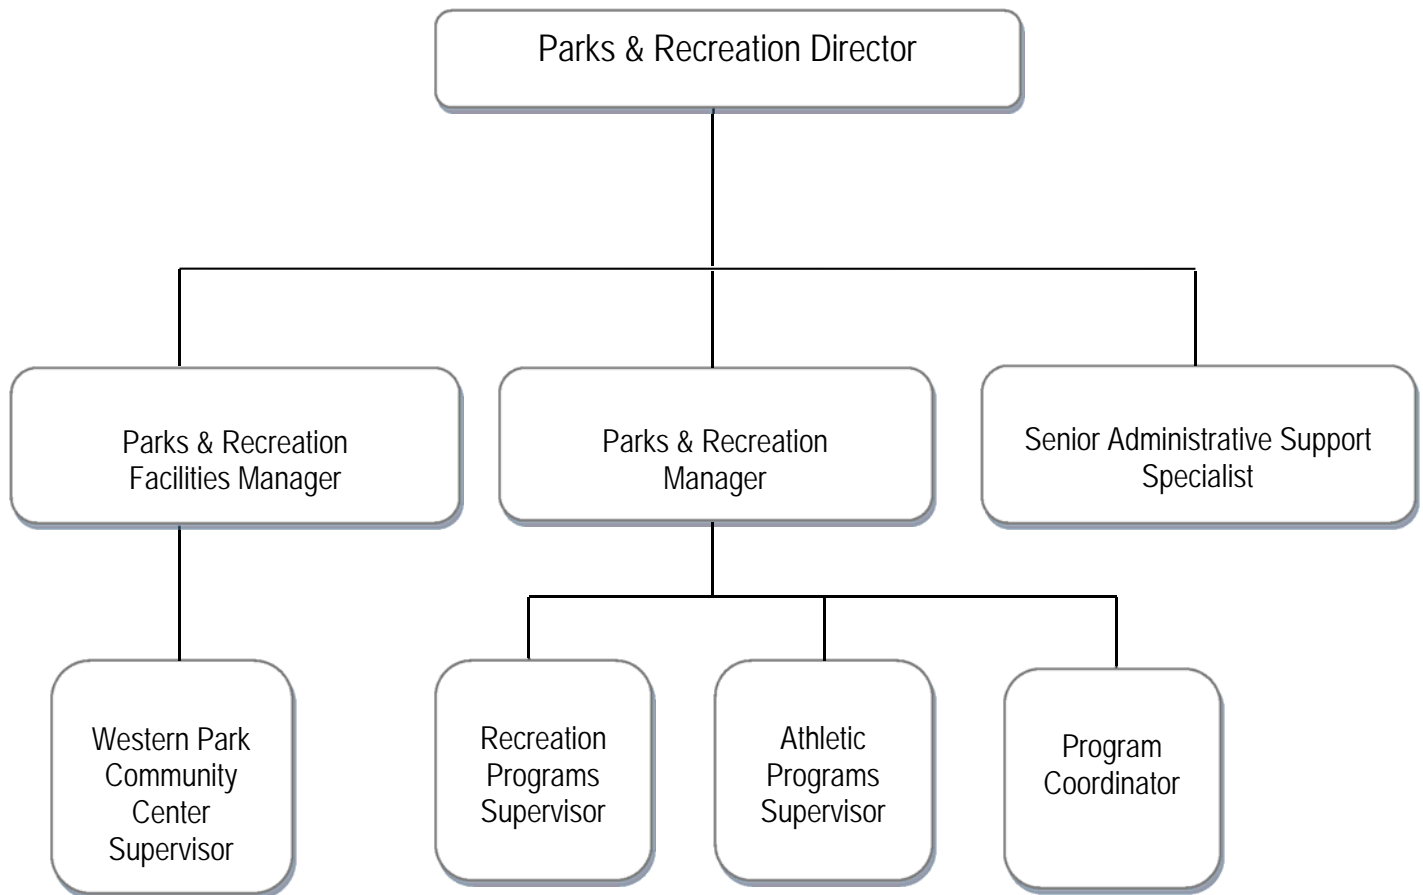 Parks & Recreation Director
Parks & Recreation
Facilities Manager
Parks & Recreation
Manager
Senior Administrative Support
Specialist
Western Park
Community
Center
Supervisor
Recreation
Programs
Supervisor
Athletic
Programs
Supervisor
Program
Coordinator